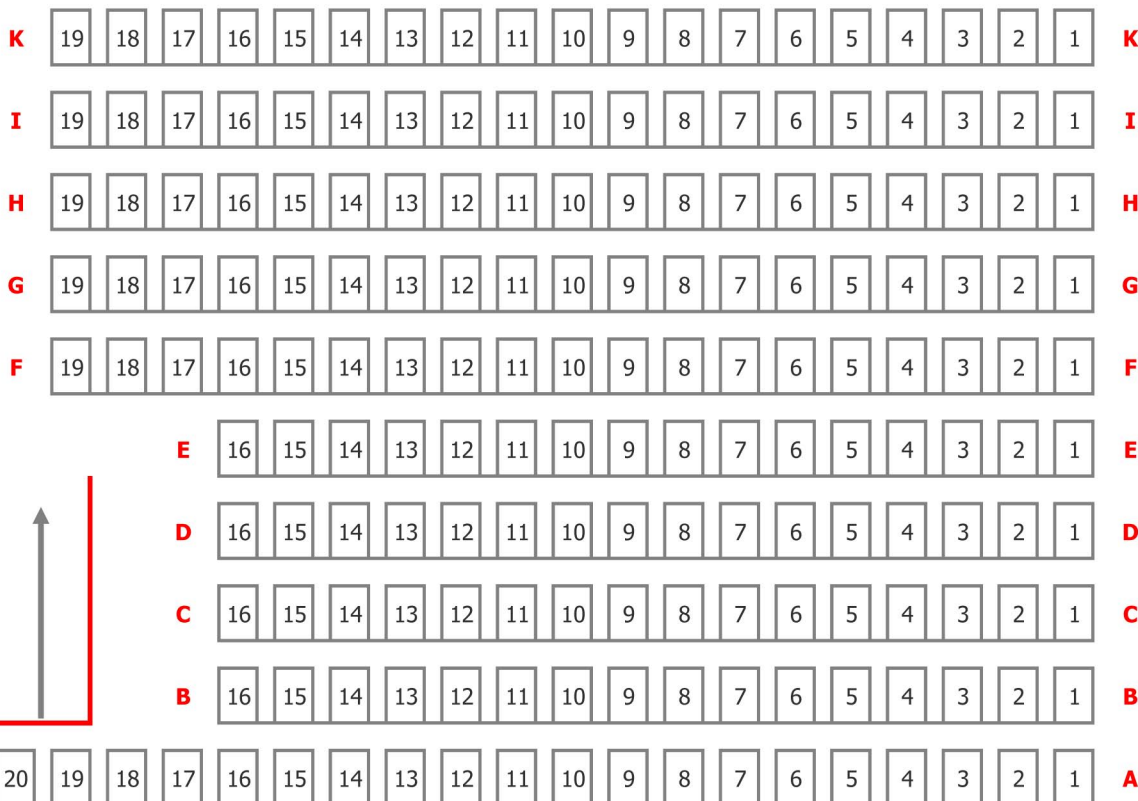 K 19 18 17 16 15 14 13 12 11 10 9 8 7 6 5 4 3 2 1 K
I 19 18 17 16 15 14 13 12 11 10 9 8 7 6 5 4 3 2 1 I
H 19 18 17 16 15 14 13 12 11 10 9 8 7 6 5 4 3 2 1 H
G 19 18 17 16 15 14 13 12 11 10 9 8 7 6 5 4 3 2 1 G
F 19 18 17 16 15 14 13 12 11 10 9 8 7 6 5 4 3 2 1 F
E 16 15 14 13 12 11 10 9 8 7 6 5 4 3 2 1 E
D 16 15 14 13 12 11 10 9 8 7 6 5 4 3 2 1 D
C 16 15 14 13 12 11 10 9 8 7 6 5 4 3 2 1 C
B 16 15 14 13 12 11 10 9 8 7 6 5 4 3 2 1 B
20 19 18 17 16 15 14 13 12 11 10 9 8 7 6 5 4 3 2 1 A